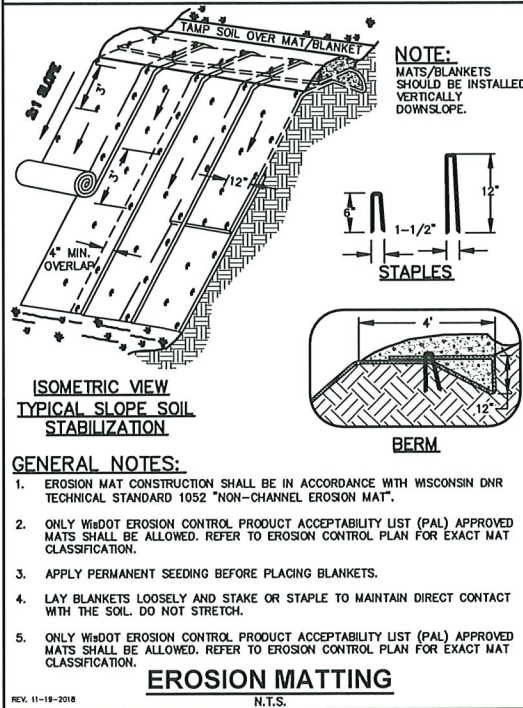 TAMP SOIL OVER MAT/BLANKET
NOTE:
MATS/BLANKETS
SHOULD BE INSTALLED
VERTICALLY
DOWNSLOPE.
2:1 SLOPE
3'
3'
12"
4" MIN.
OVERLAP
6"
1-1/2"
12"
STAPLES
4'
12"
BERM
ISOMETRIC VIEW
TYPICAL SLOPE SOIL
STABILIZATION
GENERAL NOTES:
1. EROSION MAT CONSTRUCTION SHALL BE IN ACCORDANCE WITH WISCONSIN DNR
TECHNICAL STANDARD 1052 "NON-CHANNEL EROSION MAT".
2. ONLY WisDOT EROSION CONTROL PRODUCT ACCEPTABILITY LIST (PAL) APPROVED
MATS SHALL BE ALLOWED. REFER TO EROSION CONTROL PLAN FOR EXACT MAT
CLASSIFICATION.
3. APPLY PERMANENT SEEDING BEFORE PLACING BLANKETS.
4. LAY BLANKETS LOOSELY AND STAKE OR STAPLE TO MAINTAIN DIRECT CONTACT
WITH THE SOIL. DO NOT STRETCH.
5. ONLY WisDOT EROSION CONTROL PRODUCT ACCEPTABILITY LIST (PAL) APPROVED
MATS SHALL BE ALLOWED. REFER TO EROSION CONTROL PLAN FOR EXACT MAT
CLASSIFICATION.
EROSION MATTING
REV. 11-19-2018
N.T.S.